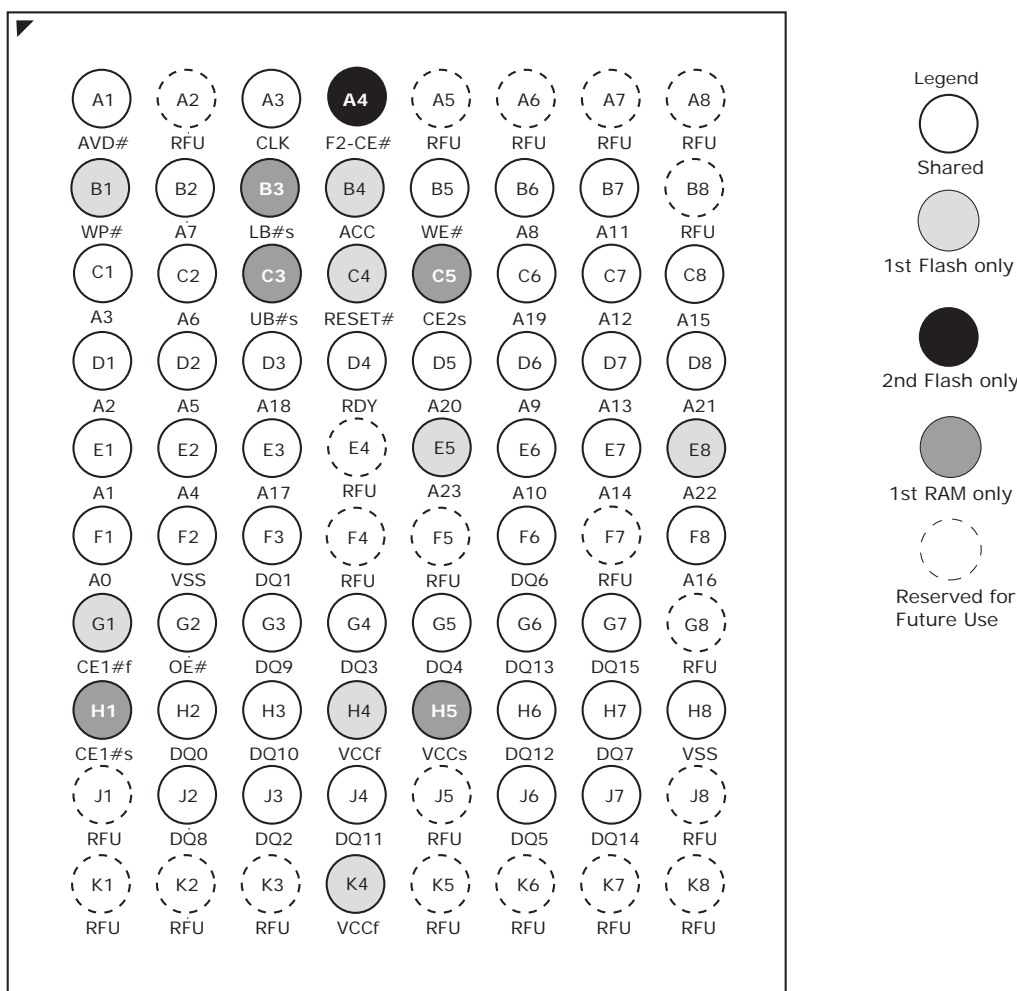 A1 A2 A3 A4 A5 A6 A7 A8
AVD# RFU CLK F2-CE# RFU RFU RFU RFU
B1 B2 B3 B4 B5 B6 B7 B8
WP# A7 LB#s ACC WE# A8 A11 RFU
C1 C2 C3 C4 C5 C6 C7 C8
A3 A6 UB#s RESET# CE2s A19 A12 A15
D1 D2 D3 D4 D5 D6 D7 D8
A2 A5 A18 RDY A20 A9 A13 A21
E1 E2 E3 E4 E5 E6 E7 E8
A1 A4 A17 RFU A23 A10 A14 A22
F1 F2 F3 F4 F5 F6 F7 F8
A0 VSS DQ1 RFU RFU DQ6 RFU A16
G1 G2 G3 G4 G5 G6 G7 G8
CE1#f OE# DQ9 DQ3 DQ4 DQ13 DQ15 RFU
H1 H2 H3 H4 H5 H6 H7 H8
CE1#s DQ0 DQ10 VCCf VCCs DQ12 DQ7 VSS
J1 J2 J3 J4 J5 J6 J7 J8
RFU DQ8 DQ2 DQ11 RFU DQ5 DQ14 RFU
K1 K2 K3 K4 K5 K6 K7 K8
RFU RFU RFU VCCf RFU RFU RFU RFU
Legend
Shared
1st Flash only
2nd Flash only
1st RAM only
Reserved for
Future Use